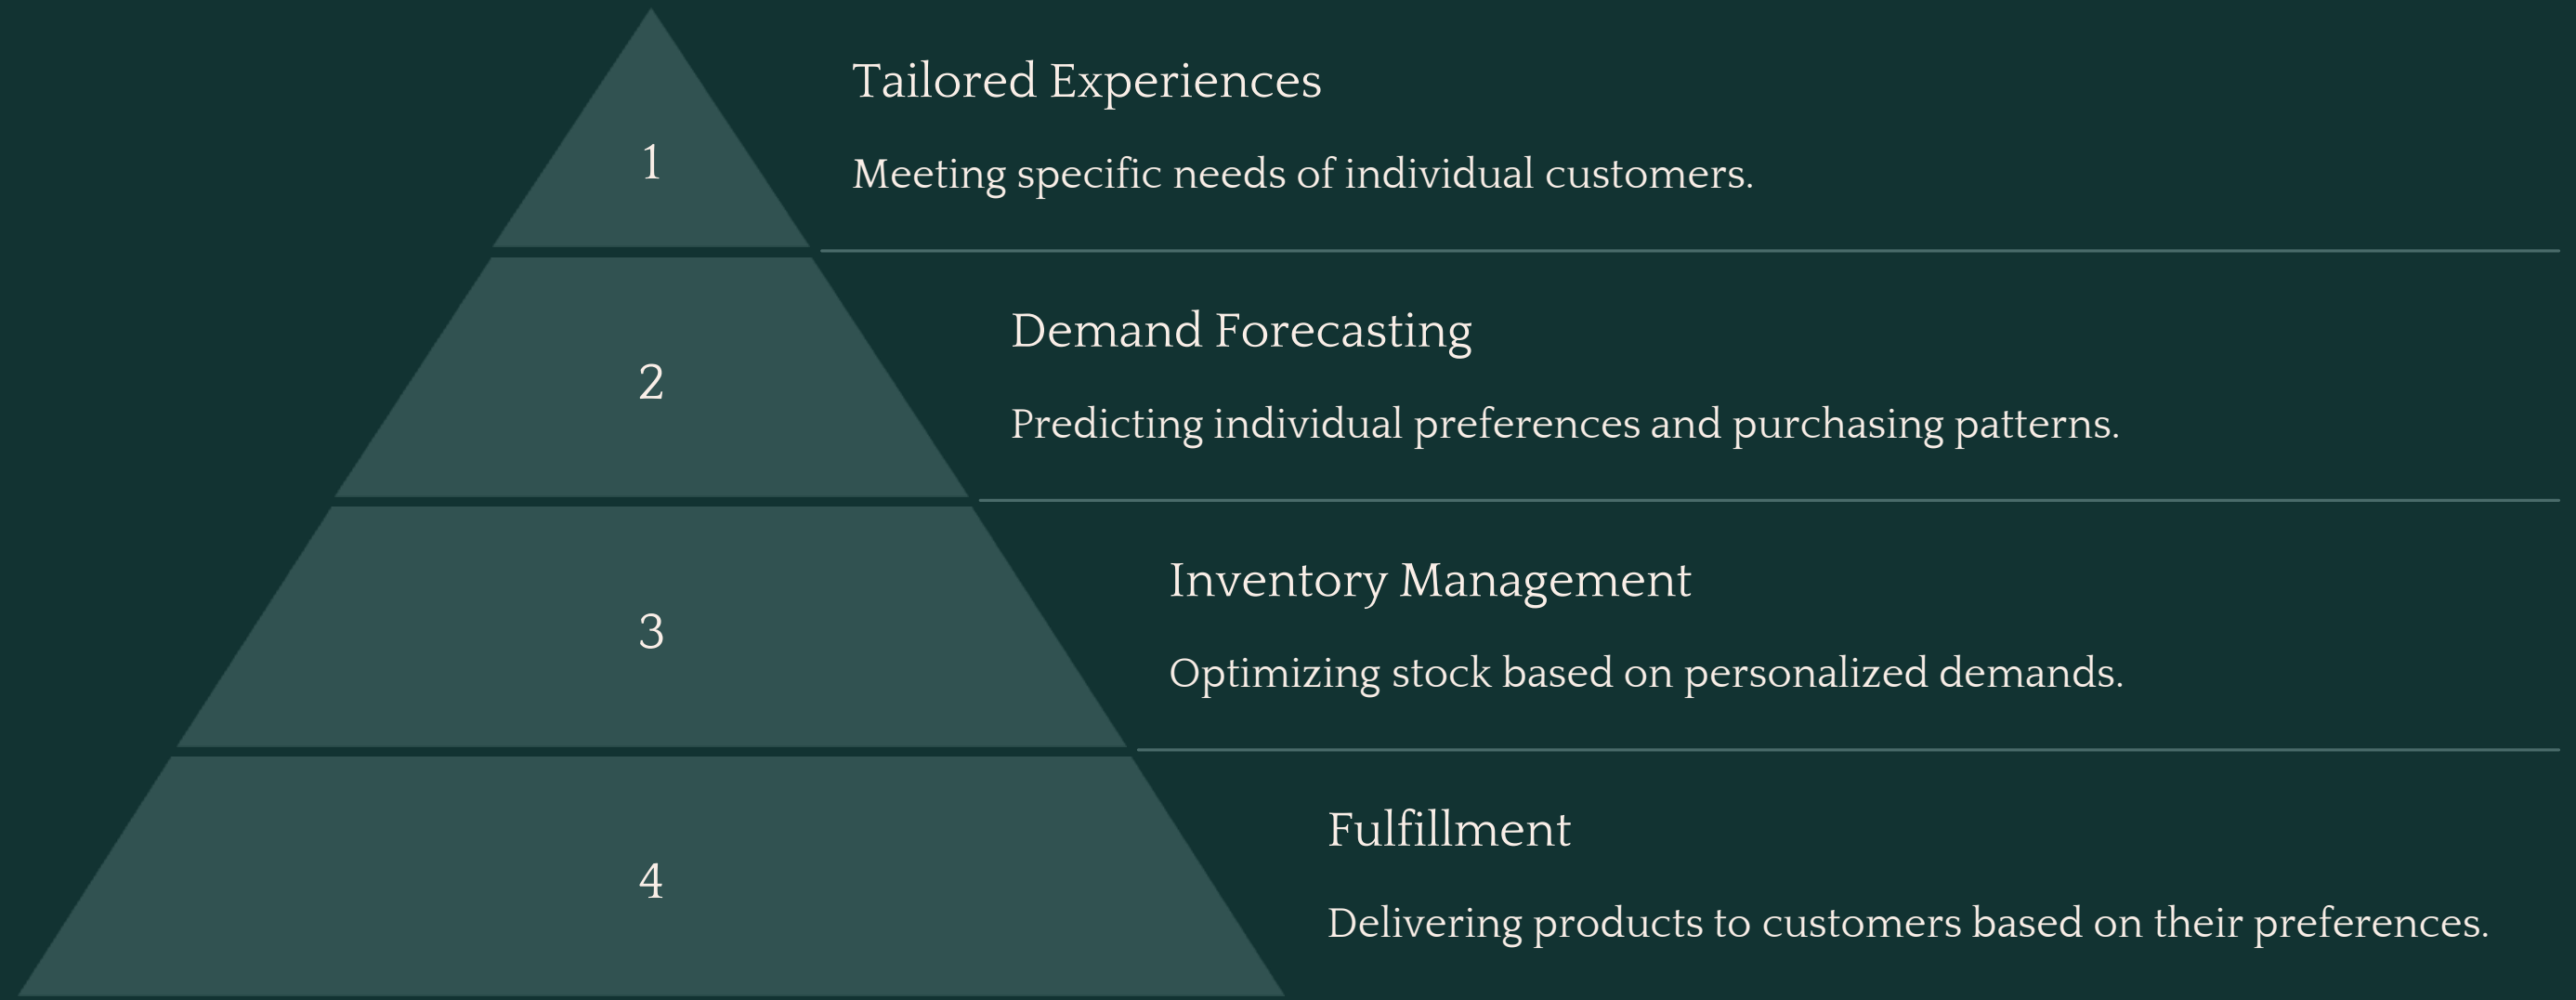 1
Tailored Experiences
Meeting specific needs of individual customers.
2
Demand Forecasting
Predicting individual preferences and purchasing patterns.
3
Inventory Management
Optimizing stock based on personalized demands.
4
Fulfillment
Delivering products to customers based on their preferences.